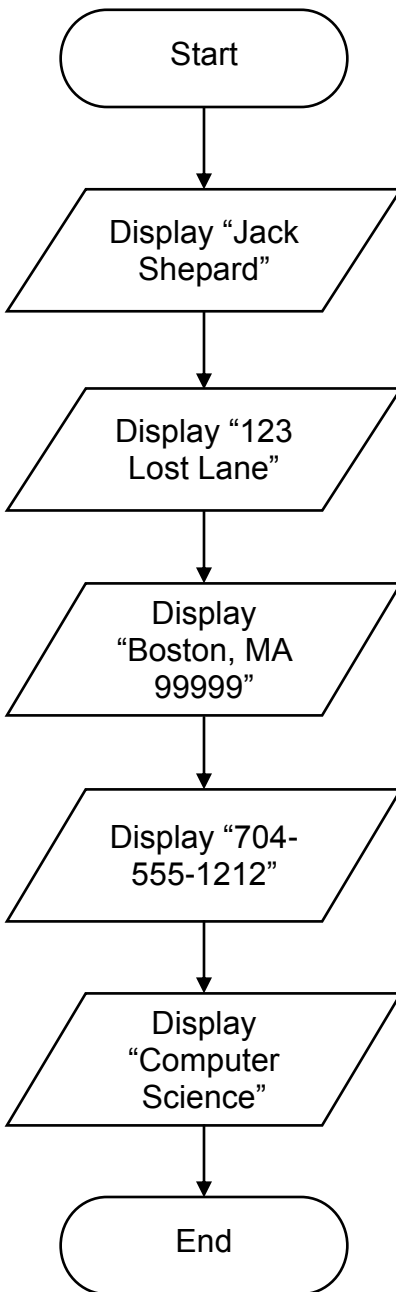 Start
Display “Jack
Shepard”
Display “123
Lost Lane”
Display
“Boston, MA
99999”
Display “704-
555-1212”
Display
“Computer
Science”
End